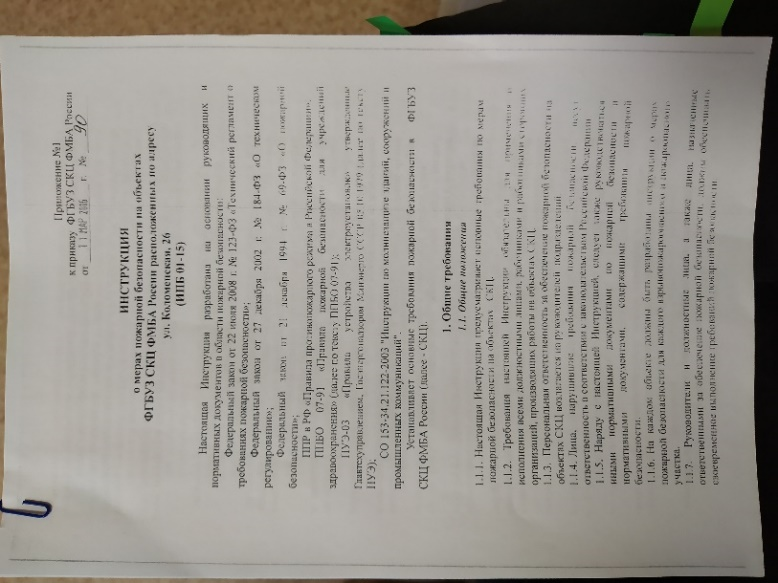 Приложение №1
к приказу ФГБУЗ СКЦ ФМБА России
от 11 МАР 2015 г. № 90
ИНСТРУКЦИЯ
о мерах пожарной безопасности на объектах
ФГБУЗ СКЦ ФМБА России расположенных по адресу
ул. Коломенская, 26
(ИПБ 01-15)
Настоящая Инструкция разработана на основании руководящих и
нормативных документов в области пожарной безопасности:
Федеральный закон от 22 июля 2008 г. № 123-ФЗ «Технический регламент о
требованиях пожарной безопасности»;
Федеральный закон от 27 декабря 2002 г. № 184-ФЗ «О техническом
регулировании»;
Федеральный закон от 21 декабря 1994 г. № 69-ФЗ «О пожарной
безопасности»;
ППР в РФ «Правила противопожарного режима в Российской Федерации».
ППБО 07-91 «Правила пожарной безопасности для учреждений
здравоохранения» (далее по тексту ППБО 07-91);
ПУЭ-03 «Правила устройства электроустановок» утвержденные
Главтехуправлением, Госэнергонадзором Минэнерго СССР 03.10.1979 (далее по тексту
ПУЭ);
СО 153-34.21.122-2003 "Инструкции по молниезащите зданий, сооружений и
промышленных коммуникаций".
Устанавливает основные требования пожарной безопасности в ФГБУЗ
СКЦ ФМБА России (далее - СКЦ).
1. Общие требования
1.1. Общие положения
1.1.1. Настоящая Инструкция предусматривает основные требования по мерам
пожарной безопасности на объектах СКЦ.
1.1.2. Требования настоящей Инструкции обязательна для применения и
исполнения всеми должностными лицами, работниками и работниками сторонних
организаций, производящих работы на объектах СКЦ.
1.1.3. Персональная ответственность за обеспечение пожарной безопасности на
объектах СКЦ возлагается на руководителей подразделений.
1.1.4. Лица, нарушившие требования пожарной безопасности, несут
ответственность в соответствии с законодательством Российской Федерации.
1.1.5. Наряду с настоящей Инструкцией, следует также руководствоваться
иными нормативными документами по пожарной безопасности и
нормативными документами, содержащими требования пожарной
безопасности.
1.1.6. На каждом объекте должны быть разработаны инструкции о мерах
пожарной безопасности для каждого взрывопожароопасного и пожароопасного
участка.
1.1.7. Руководители и должностные лица, а также лица, назначенные
ответственными за обеспечение пожарной безопасности, должны обеспечивать
своевременное выполнение требований пожарной безопасности.